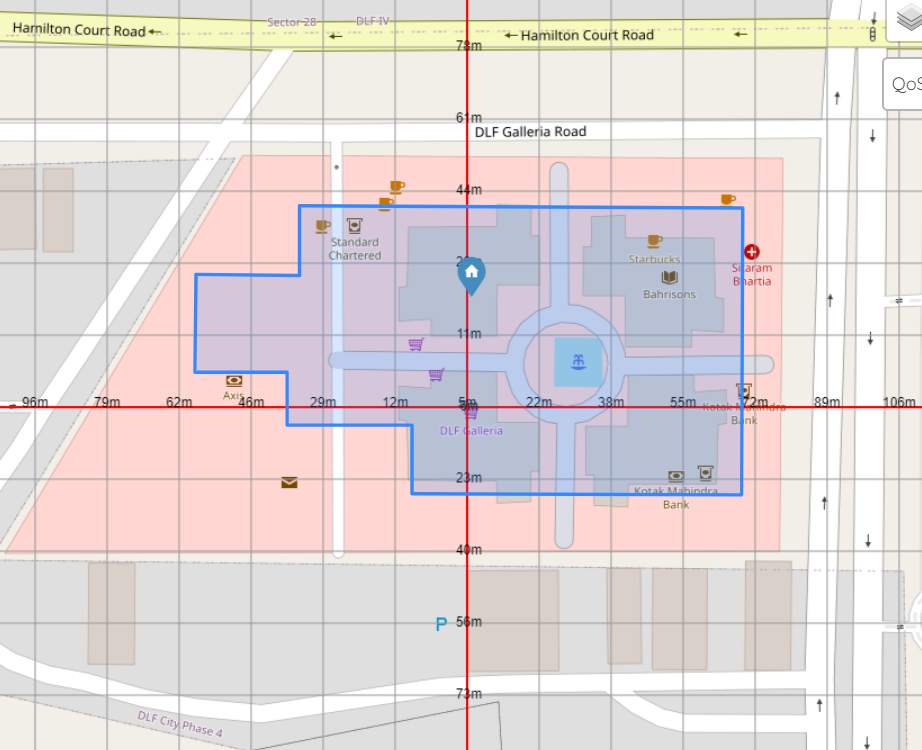 Sector 28
DLF IV
Hamilton Court Road
Hamilton Court Road
78m
QoS
61m
DLF Galleria Road
44m
Standard
Chartered
Starbucks
Sitaram
Bhartia
Bahrisons
11m
Axis
96m
79m
62m
46m
29m
12m
22m
38m
55m
72m
89m
106m
Kotak Mahindra
Bank
DLF Galleria
23m
Kotak Mahindra
Bank
40m
P
56m
73m
DLF City Phase 4